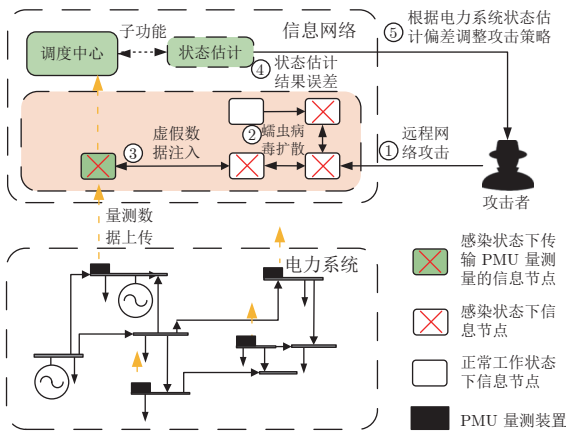 信息网络
调度中心
子功能
状态估计
⑤ 根据电力系统状态估
计偏差调整攻击策略
④ 状态估计
结果误差
② 蠕虫病
毒扩散
③ 虚假数
据注入
① 远程网
络攻击
攻击者
量测数
据上传
电力系统
感染状态下传
输 PMU 量测
量的信息节点
感染状态下信
息节点
正常工作状态
下信息节点
PMU 量测装置